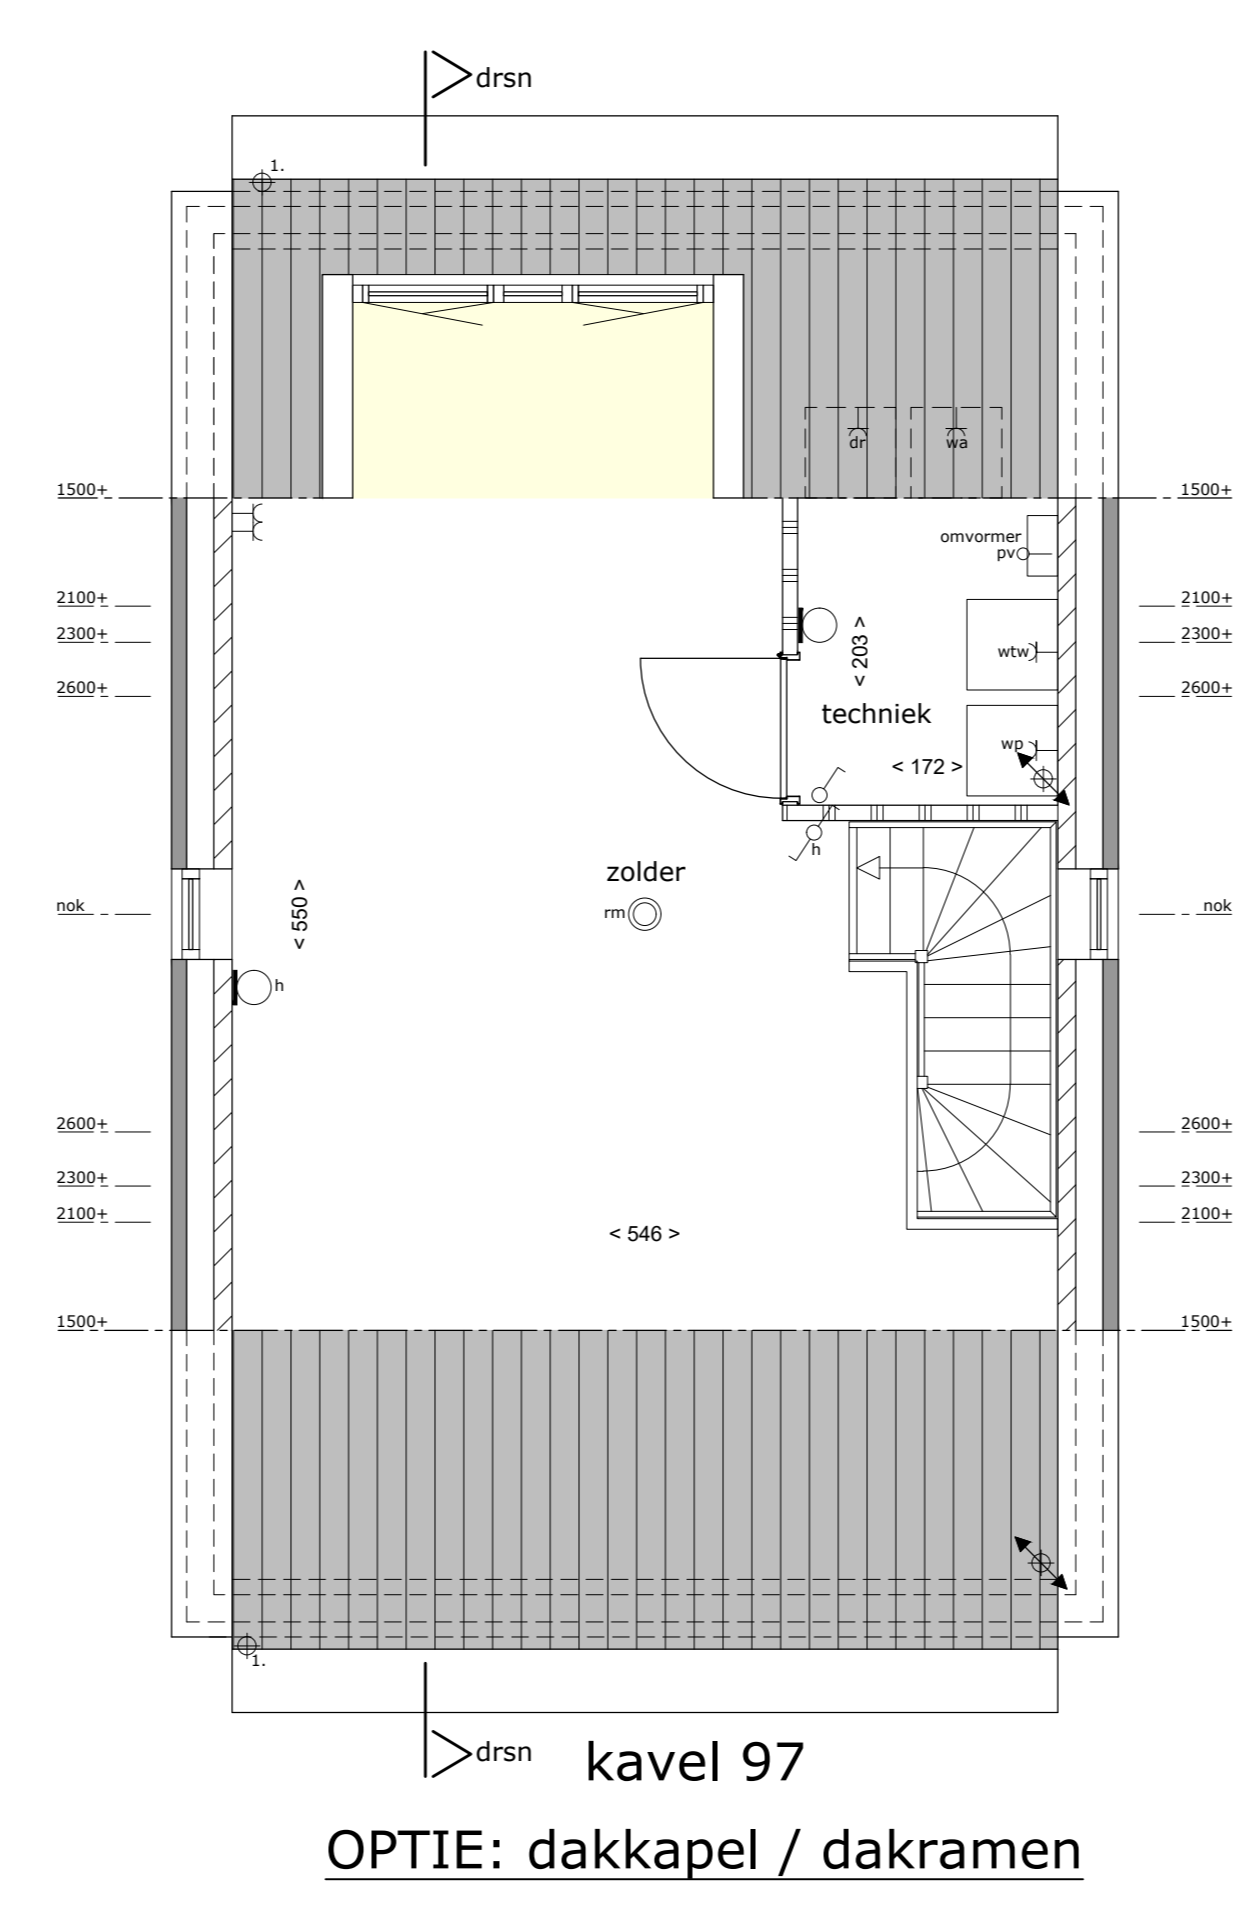 drsn
1.
dr wa
1500+ 1500+
omvormer
pv
2100+ 2100+
2300+ < 203 > wtw 2300+
2600+ 2600+
techniek
wp
< 172 >
h
zolder
nok < 550 > rm nok
h
2600+ 2600+
2300+ 2300+
2100+ 2100+
< 546 >
1500+ 1500+
1.
drsn
kavel 97
OPTIE: dakkapel / dakramen